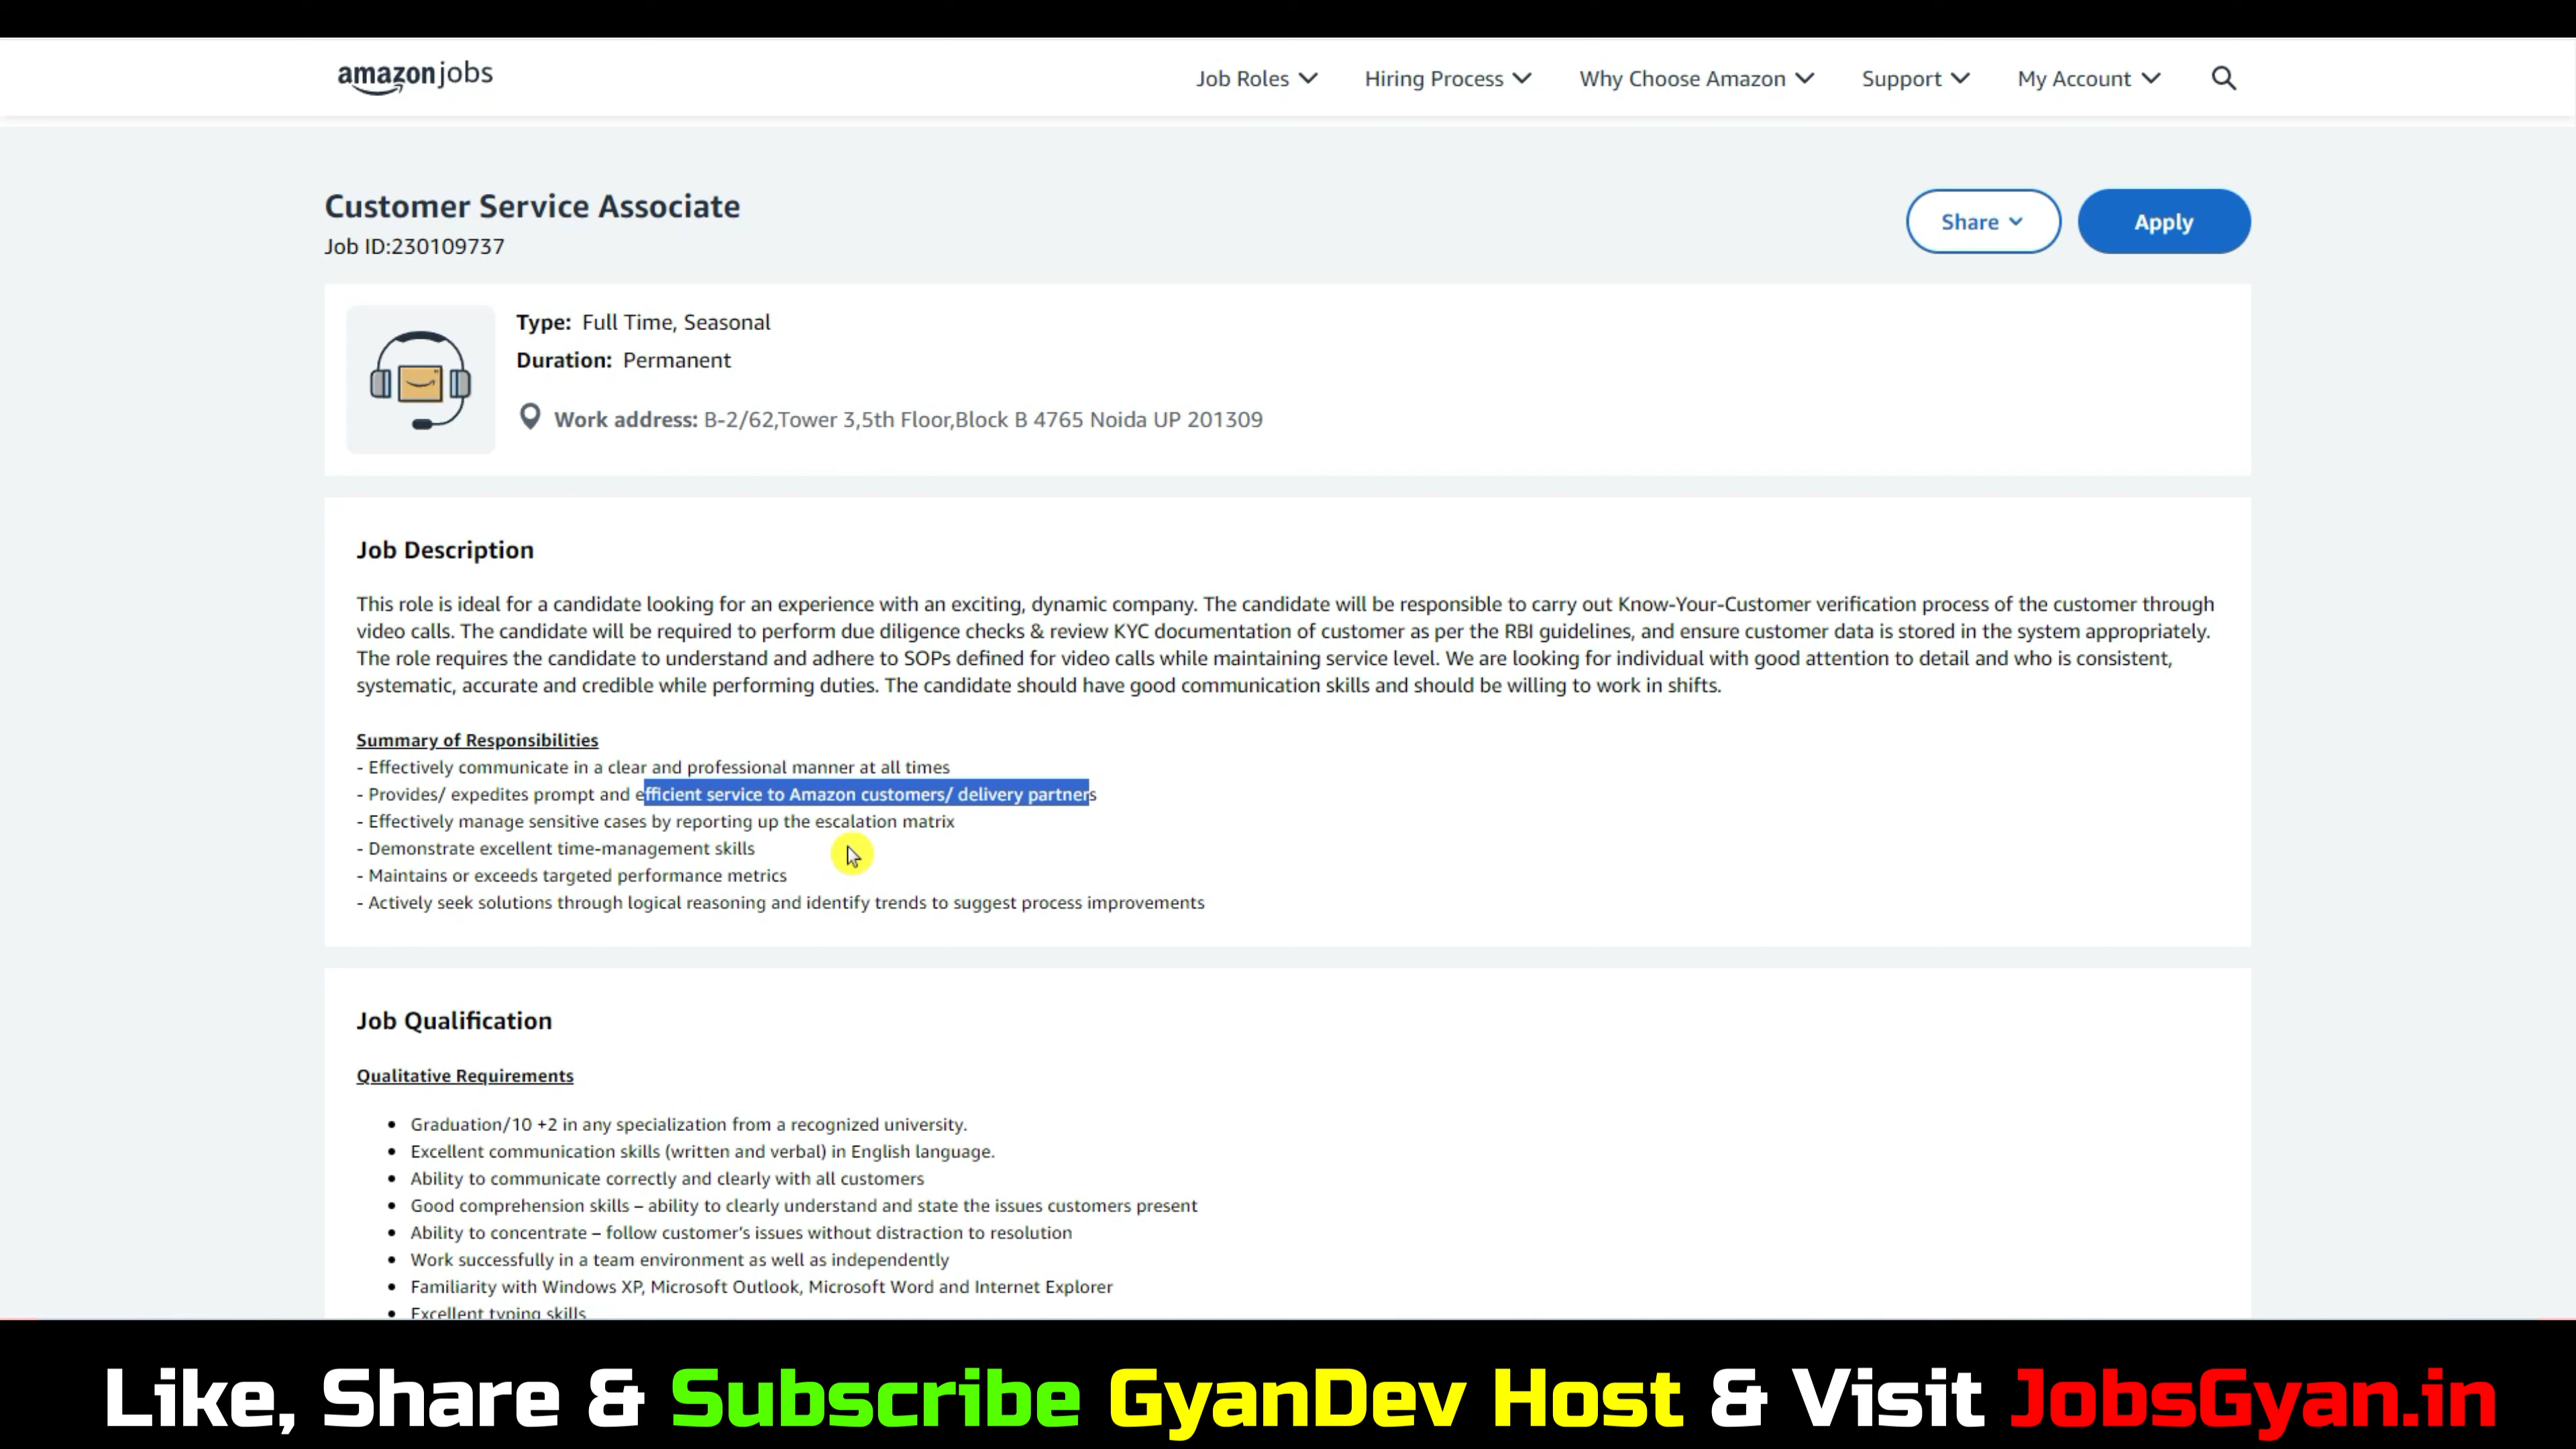 amazon jobs
Job Roles
Hiring Process
Why Choose Amazon
Support
My Account
Customer Service Associate
Job ID:230109737
Share
Apply
Type: Full Time, Seasonal
Duration: Permanent
Work address: B-2/62,Tower 3,5th Floor,Block B 4765 Noida UP 201309
Job Description
This role is ideal for a candidate looking for an experience with an exciting, dynamic company. The candidate will be responsible to carry out Know-Your-Customer verification process of the customer through
video calls. The candidate will be required to perform due diligence checks & review KYC documentation of customer as per the RBI guidelines, and ensure customer data is stored in the system appropriately.
The role requires the candidate to understand and adhere to SOPs defined for video calls while maintaining service level. We are looking for individual with good attention to detail and who is consistent,
systematic, accurate and credible while performing duties. The candidate should have good communication skills and should be willing to work in shifts.
Summary of Responsibilities
- Effectively communicate in a clear and professional manner at all times
- Provides/ expedites prompt and efficient service to Amazon customers/ delivery partners
- Effectively manage sensitive cases by reporting up the escalation matrix
- Demonstrate excellent time-management skills
- Maintains or exceeds targeted performance metrics
- Actively seek solutions through logical reasoning and identify trends to suggest process improvements
Job Qualification
Qualitative Requirements
• Graduation/10 +2 in any specialization from a recognized university.
• Excellent communication skills (written and verbal) in English language.
• Ability to communicate correctly and clearly with all customers
• Good comprehension skills – ability to clearly understand and state the issues customers present
• Ability to concentrate – follow customer's issues without distraction to resolution
• Work successfully in a team environment as well as independently
• Familiarity with Windows XP, Microsoft Outlook, Microsoft Word and Internet Explorer
• Excellent typing skills
Like, Share & Subscribe GyanDev Host & Visit JobsGyan.in